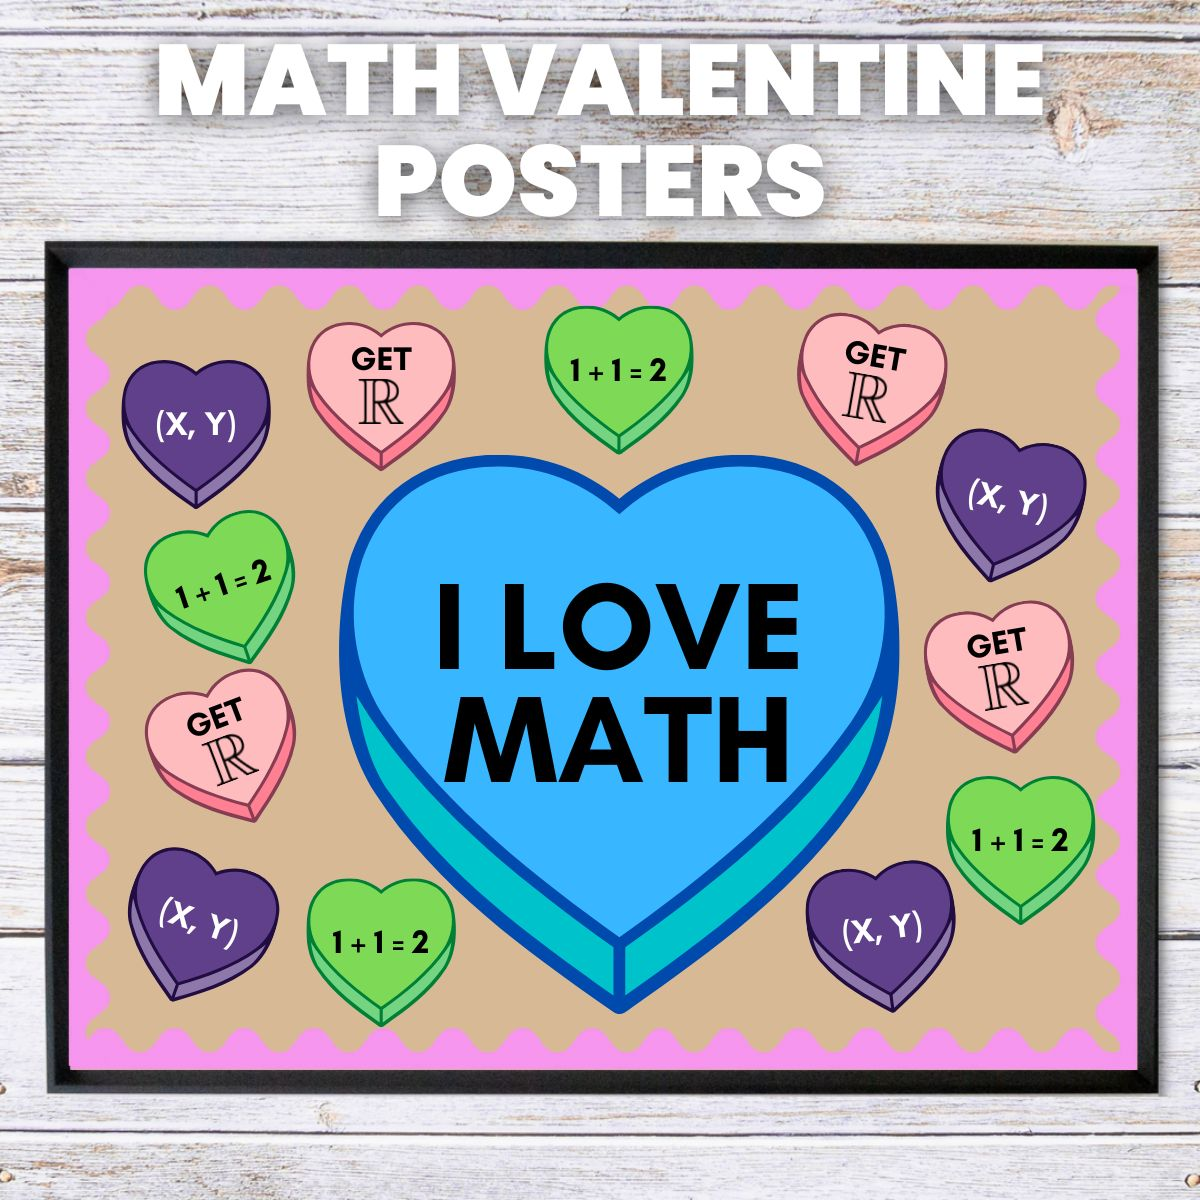 MATH VALENTINE
POSTERS
GET
ℝ
1 + 1 = 2
GET
ℝ
(X, Y)
(X, Y)
1 + 1 = 2
I LOVE
MATH
GET
ℝ
GET
ℝ
1 + 1 = 2
(X, Y)
1 + 1 = 2
(X, Y)